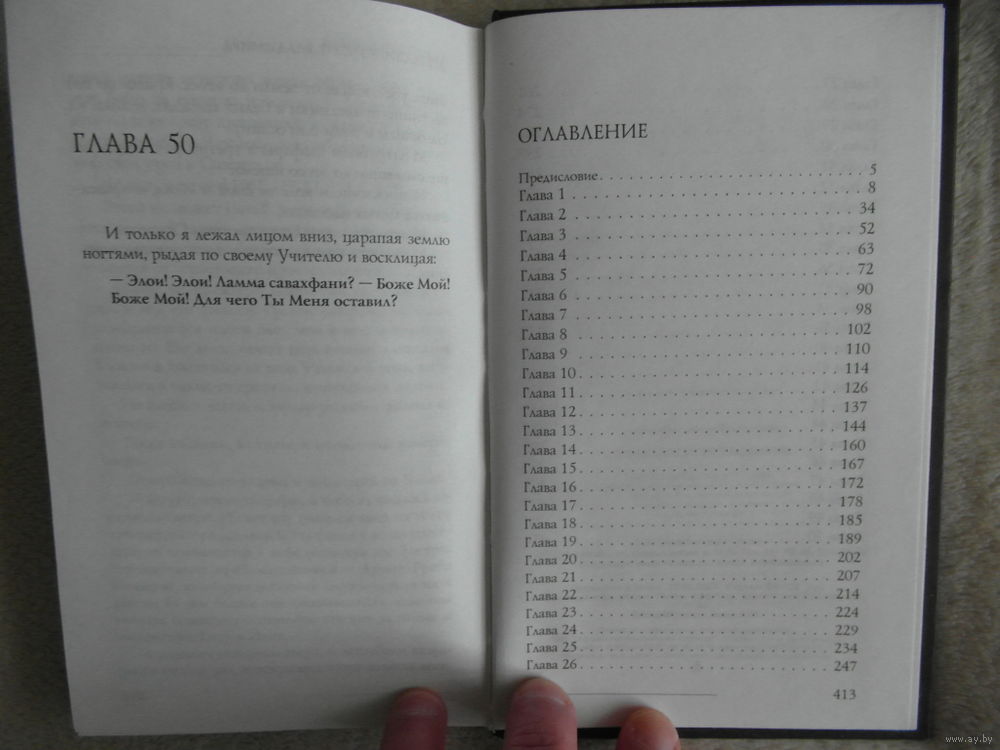 ГЛАВА 50
И только я лежал лицом вниз, царапая землю
ногтями, рыдая по своему Учителю и восклицая:
— Элои! Элои! Ламма савахфани? — Боже Мой!
Боже Мой! Для чего Ты Меня оставил?
ОГЛАВЛЕНИЕ
Предисловие. . . . . . . . . . . . . . . . . . . . . . . . . . 5
Глава 1 . . . . . . . . . . . . . . . . . . . . . . . . . . 8
Глава 2 . . . . . . . . . . . . . . . . . . . . . . . . . . 34
Глава 3 . . . . . . . . . . . . . . . . . . . . . . . . . . 52
Глава 4 . . . . . . . . . . . . . . . . . . . . . . . . . . 63
Глава 5 . . . . . . . . . . . . . . . . . . . . . . . . . . 72
Глава 6 . . . . . . . . . . . . . . . . . . . . . . . . . . 90
Глава 7 . . . . . . . . . . . . . . . . . . . . . . . . . . 98
Глава 8 . . . . . . . . . . . . . . . . . . . . . . . . . . 102
Глава 9 . . . . . . . . . . . . . . . . . . . . . . . . . . 110
Глава 10 . . . . . . . . . . . . . . . . . . . . . . . . . . 114
Глава 11 . . . . . . . . . . . . . . . . . . . . . . . . . . 126
Глава 12 . . . . . . . . . . . . . . . . . . . . . . . . . . 137
Глава 13 . . . . . . . . . . . . . . . . . . . . . . . . . . 144
Глава 14 . . . . . . . . . . . . . . . . . . . . . . . . . . 160
Глава 15 . . . . . . . . . . . . . . . . . . . . . . . . . . 167
Глава 16 . . . . . . . . . . . . . . . . . . . . . . . . . . 172
Глава 17 . . . . . . . . . . . . . . . . . . . . . . . . . . 178
Глава 18 . . . . . . . . . . . . . . . . . . . . . . . . . . 185
Глава 19 . . . . . . . . . . . . . . . . . . . . . . . . . . 189
Глава 20 . . . . . . . . . . . . . . . . . . . . . . . . . . 202
Глава 21 . . . . . . . . . . . . . . . . . . . . . . . . . . 207
Глава 22 . . . . . . . . . . . . . . . . . . . . . . . . . . 214
Глава 23 . . . . . . . . . . . . . . . . . . . . . . . . . . 224
Глава 24 . . . . . . . . . . . . . . . . . . . . . . . . . . 229
Глава 25 . . . . . . . . . . . . . . . . . . . . . . . . . . 234
Глава 26 . . . . . . . . . . . . . . . . . . . . . . . . . . 247
413
www.ay.by